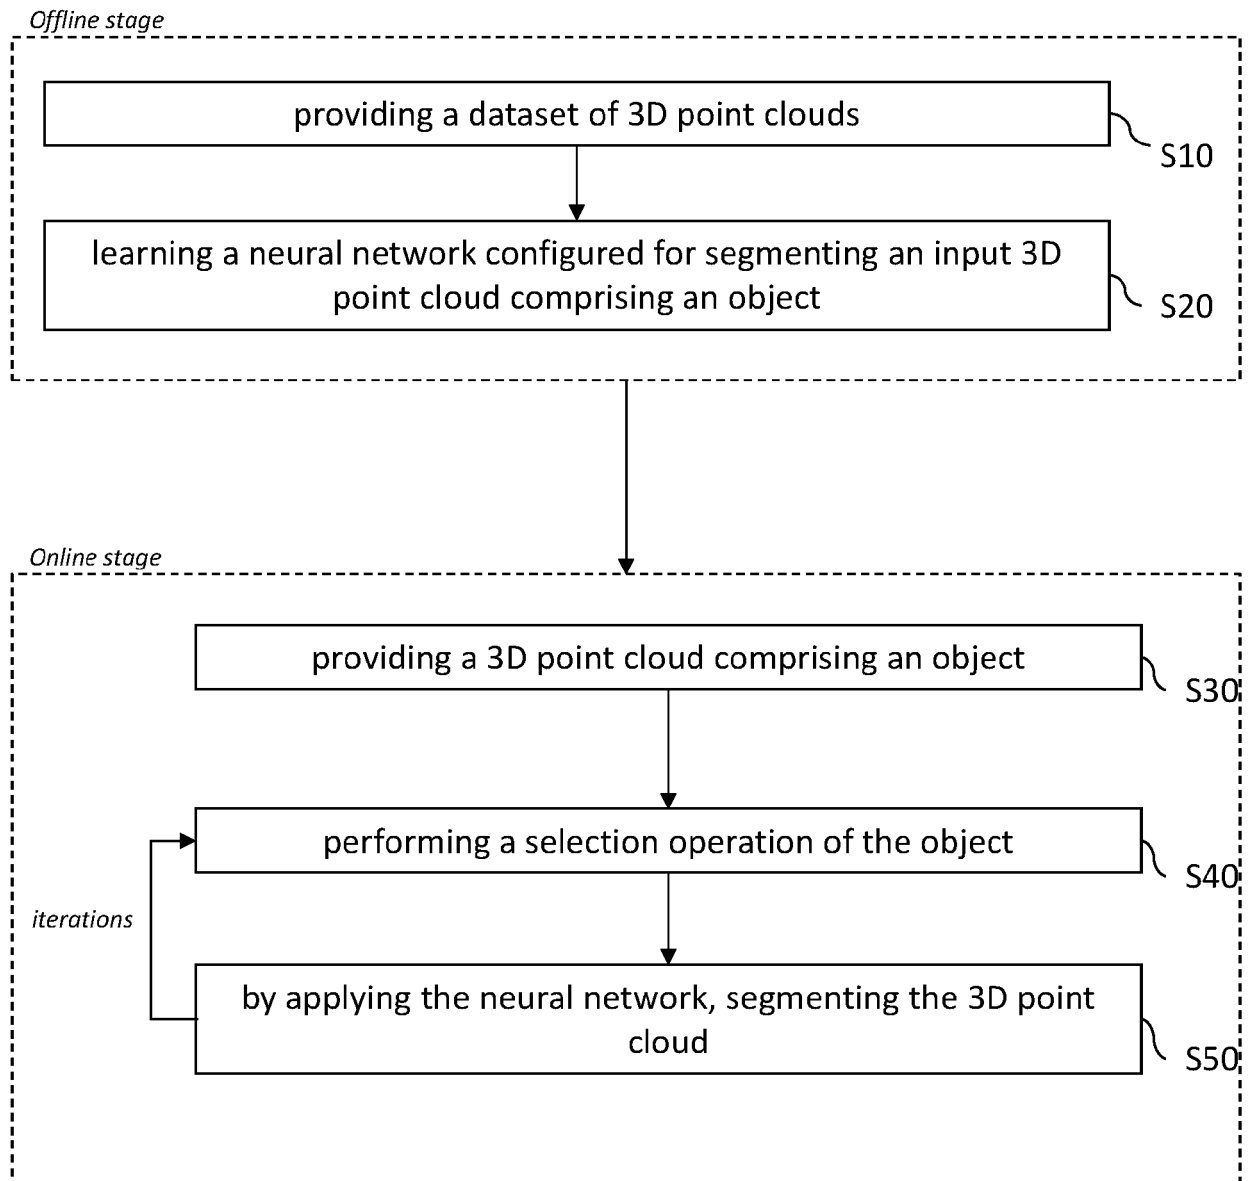 Offline stage
providing a dataset of 3D point clouds
S10
learning a neural network configured for segmenting an input 3D
point cloud comprising an object
S20
Online stage
providing a 3D point cloud comprising an object
S30
performing a selection operation of the object
S40
iterations
by applying the neural network, segmenting the 3D point
cloud
S50